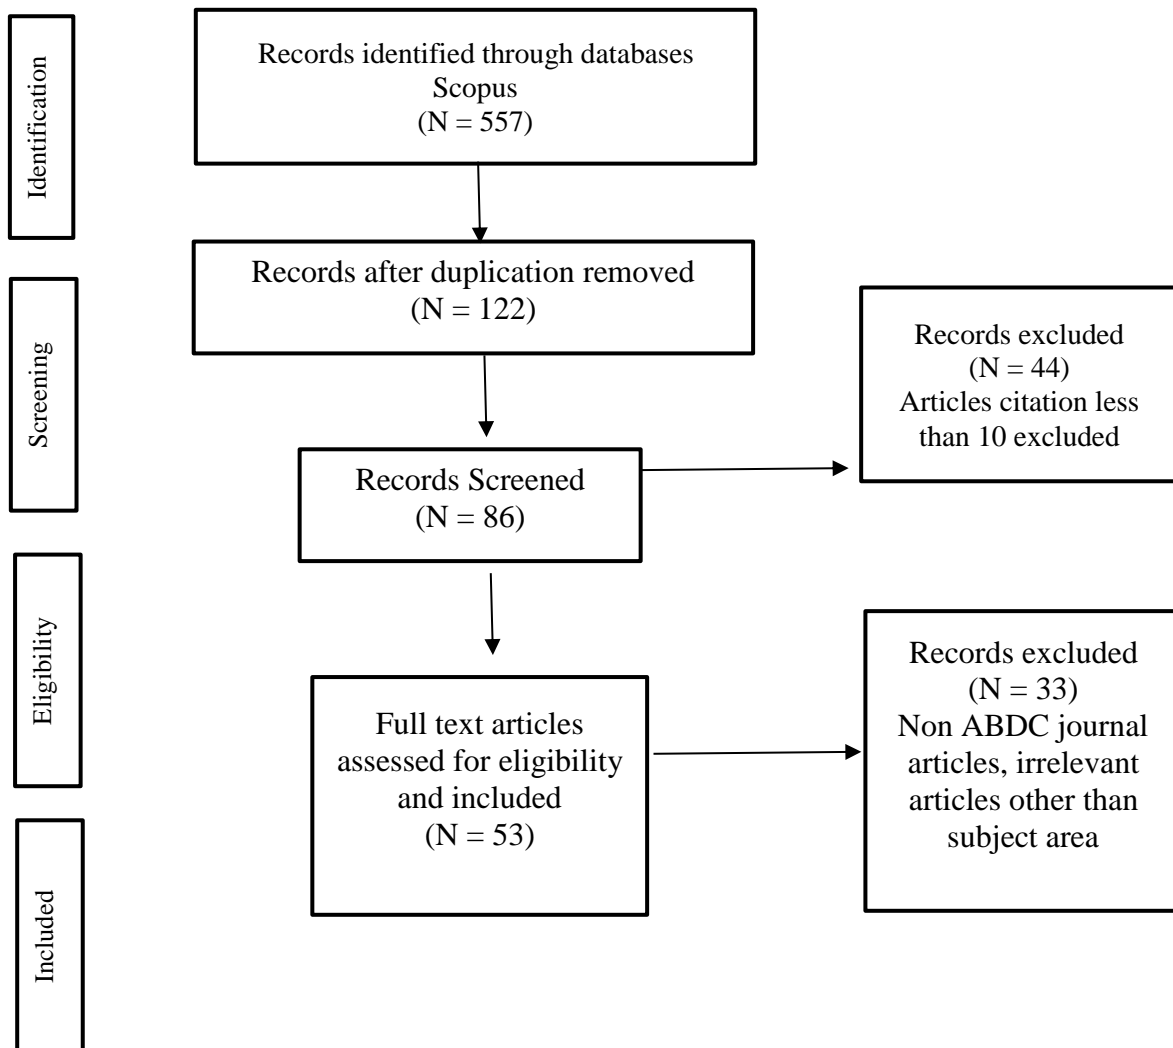 Identification
Records identified through databases
Scopus
(N = 557)
Records after duplication removed
(N = 122)
Screening
Records excluded
(N = 44)
Articles citation less
than 10 excluded
Records Screened
(N = 86)
Eligibility
Records excluded
(N = 33)
Non ABDC journal
articles, irrelevant
articles other than
subject area
Full text articles
assessed for eligibility
and included
(N = 53)
Included